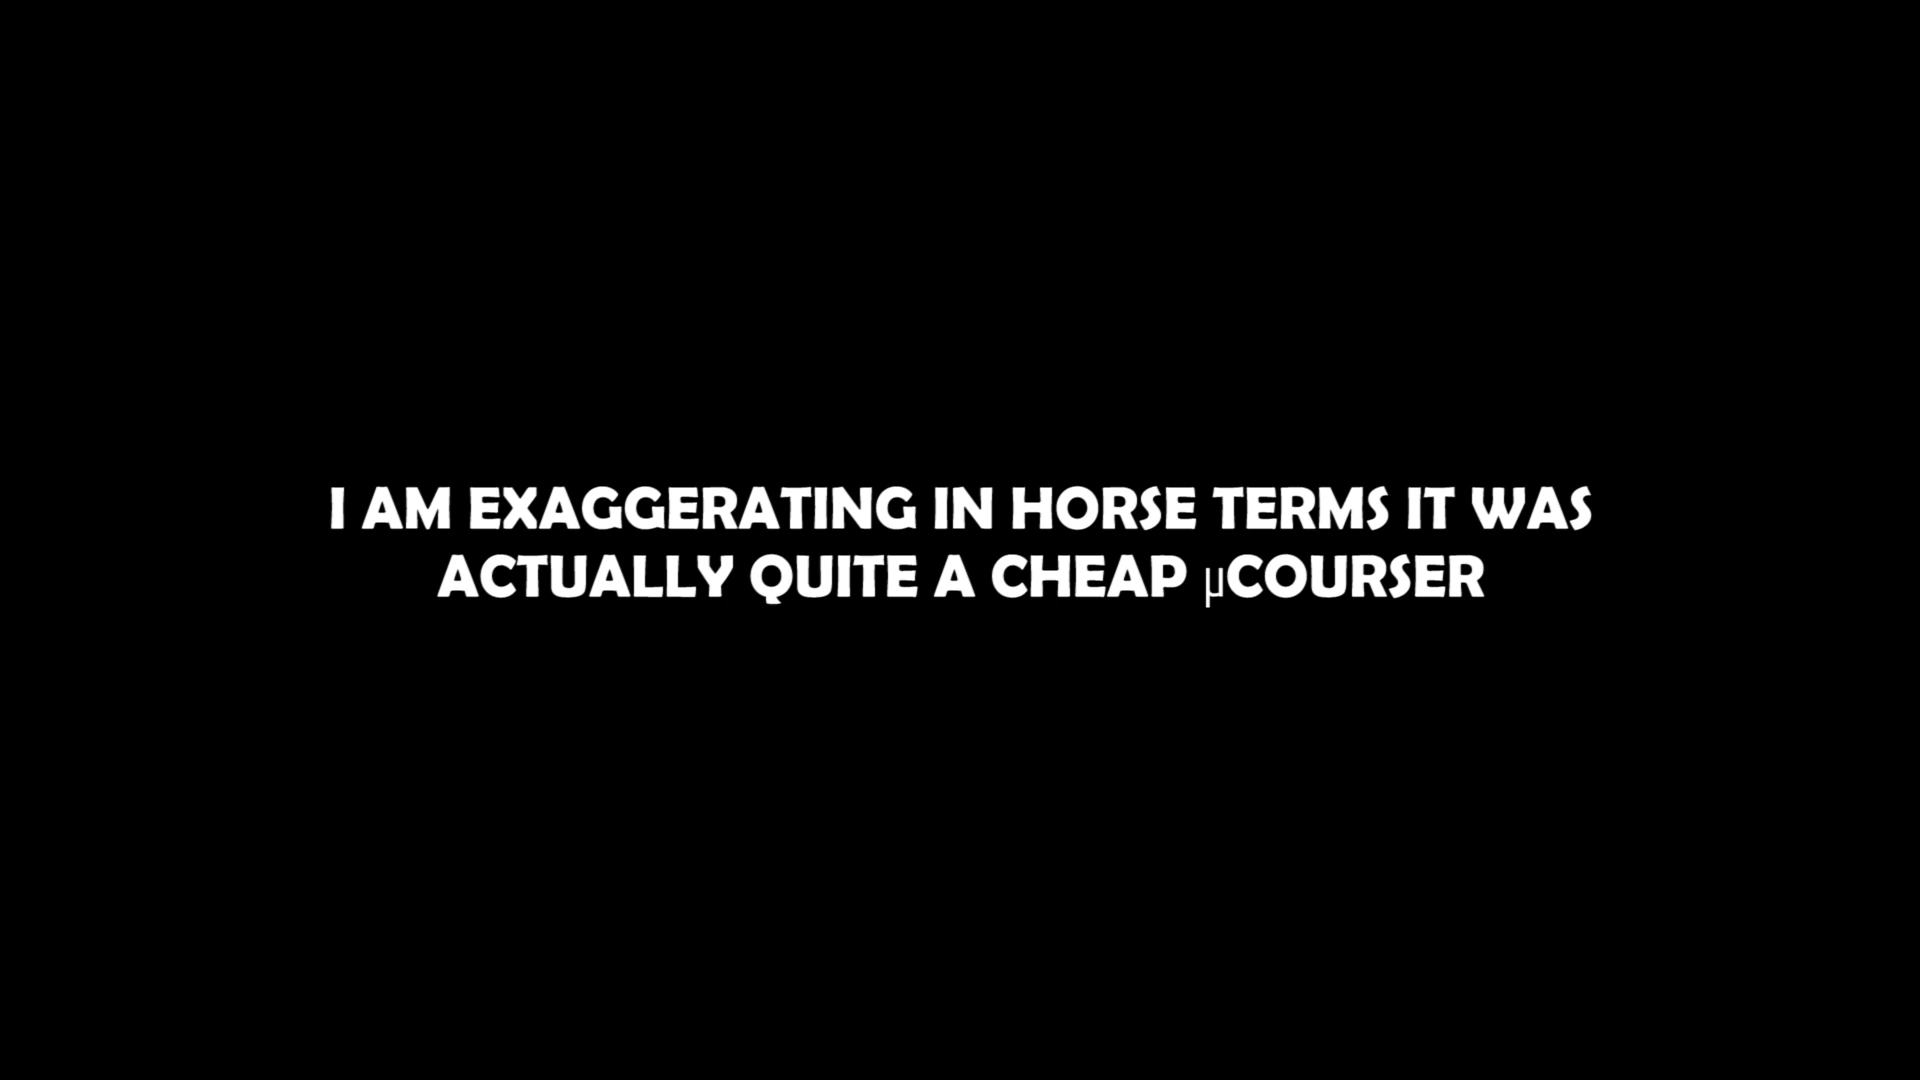 I AM EXAGGERATING IN HORSE TERMS IT WAS
ACTUALLY QUITE A CHEAP µCOURSER